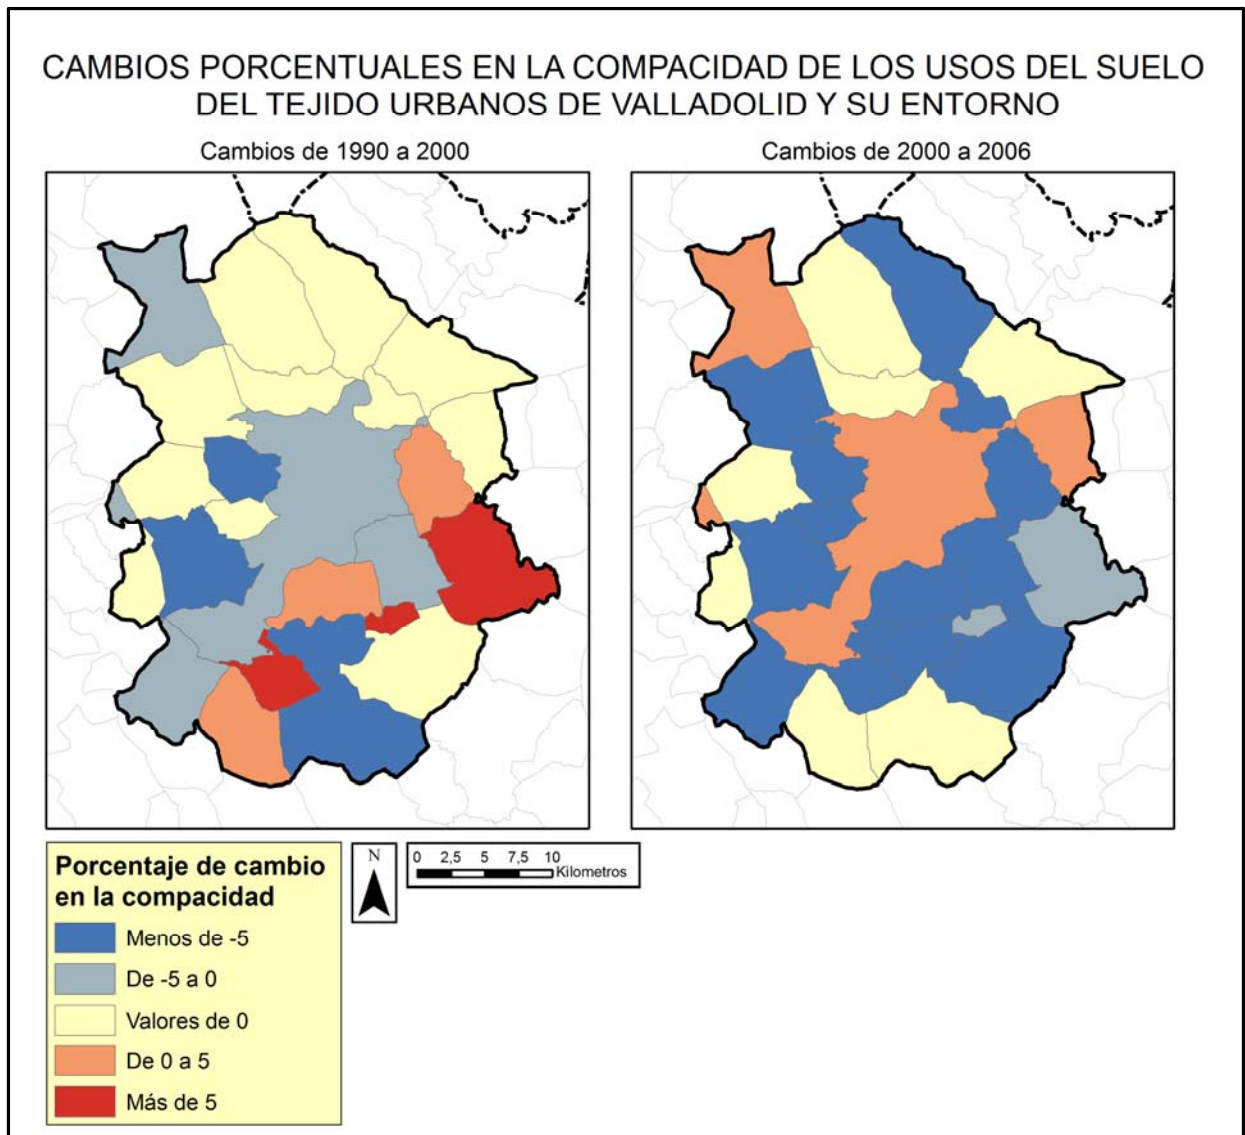 CAMBIOS PORCENTUALES EN LA COMPACIDAD DE LOS USOS DEL SUELO
DEL TEJIDO URBANOS DE VALLADOLID Y SU ENTORNO
Cambios de 1990 a 2000
Cambios de 2000 a 2006
Porcentaje de cambio
en la compacidad
Menos de -5
De -5 a 0
Valores de 0
De 0 a 5
Más de 5
N
0 2,5 5 7,5 10
Kilometros